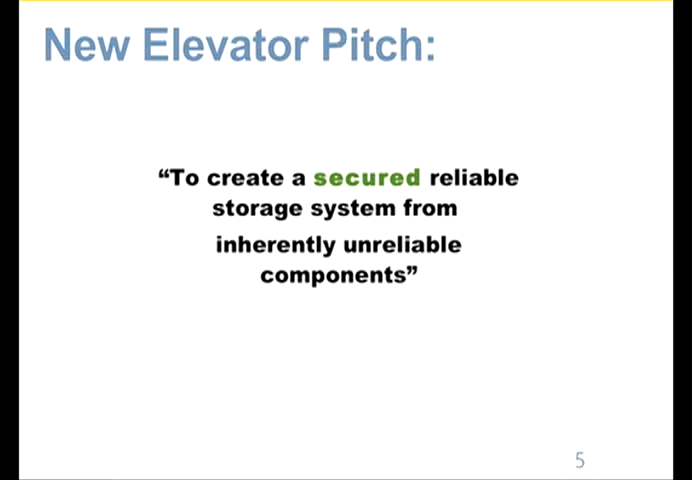 New Elevator Pitch:
“To create a secured reliable
storage system from
inherently unreliable
components”
5